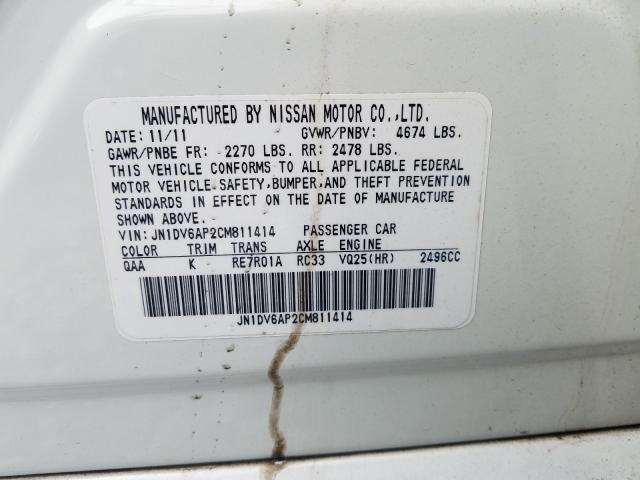 MANUFACTURED BY NISSAN MOTOR CO.,LTD.
DATE: 11/11 GVWR/PNBV: 4674 LBS.
GAWR/PNBE FR: 2270 LBS. RR: 2478 LBS.
THIS VEHICLE CONFORMS TO ALL APPLICABLE FEDERAL
MOTOR VEHICLE SAFETY,BUMPER,AND THEFT PREVENTION
STANDARDS IN EFFECT ON THE DATE OF MANUFACTURE
SHOWN ABOVE.
VIN: JN1DV6AP2CM811414 PASSENGER CAR
COLOR TRIM TRANS AXLE ENGINE
QAA K RE7R01A RC33 VQ25(HR) 2496CC
JN1DV6AP2CM811414